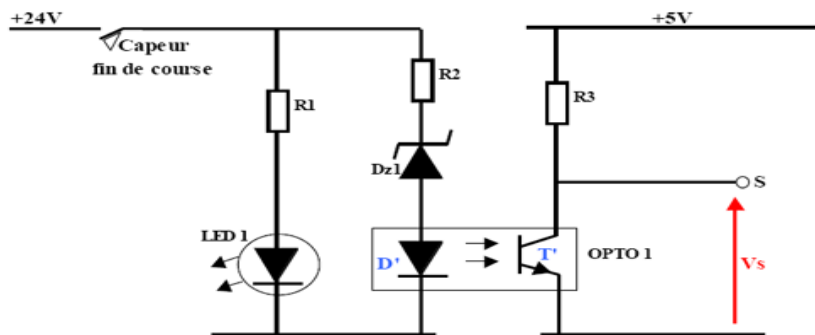 +24V
+5V
Capeur
fin de course
R1
R2
R3
Dz1
S
LED 1
D'
T'
OPTO 1
Vs